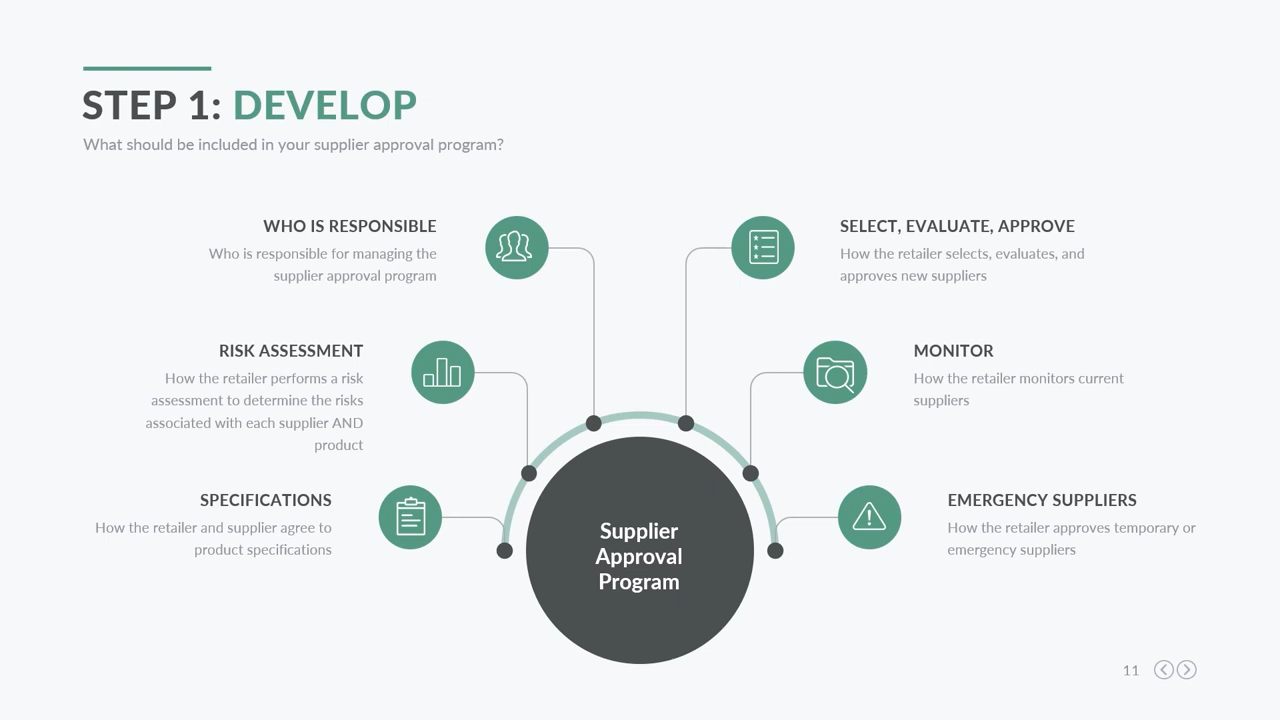 STEP 1: DEVELOP
What should be included in your supplier approval program?
WHO IS RESPONSIBLE
Who is responsible for managing the
supplier approval program
SELECT, EVALUATE, APPROVE
How the retailer selects, evaluates, and
approves new suppliers
RISK ASSESSMENT
How the retailer performs a risk
assessment to determine the risks
associated with each supplier AND
product
MONITOR
How the retailer monitors current
suppliers
SPECIFICATIONS
How the retailer and supplier agree to
product specifications
EMERGENCY SUPPLIERS
How the retailer approves temporary or
emergency suppliers
Supplier
Approval
Program
11